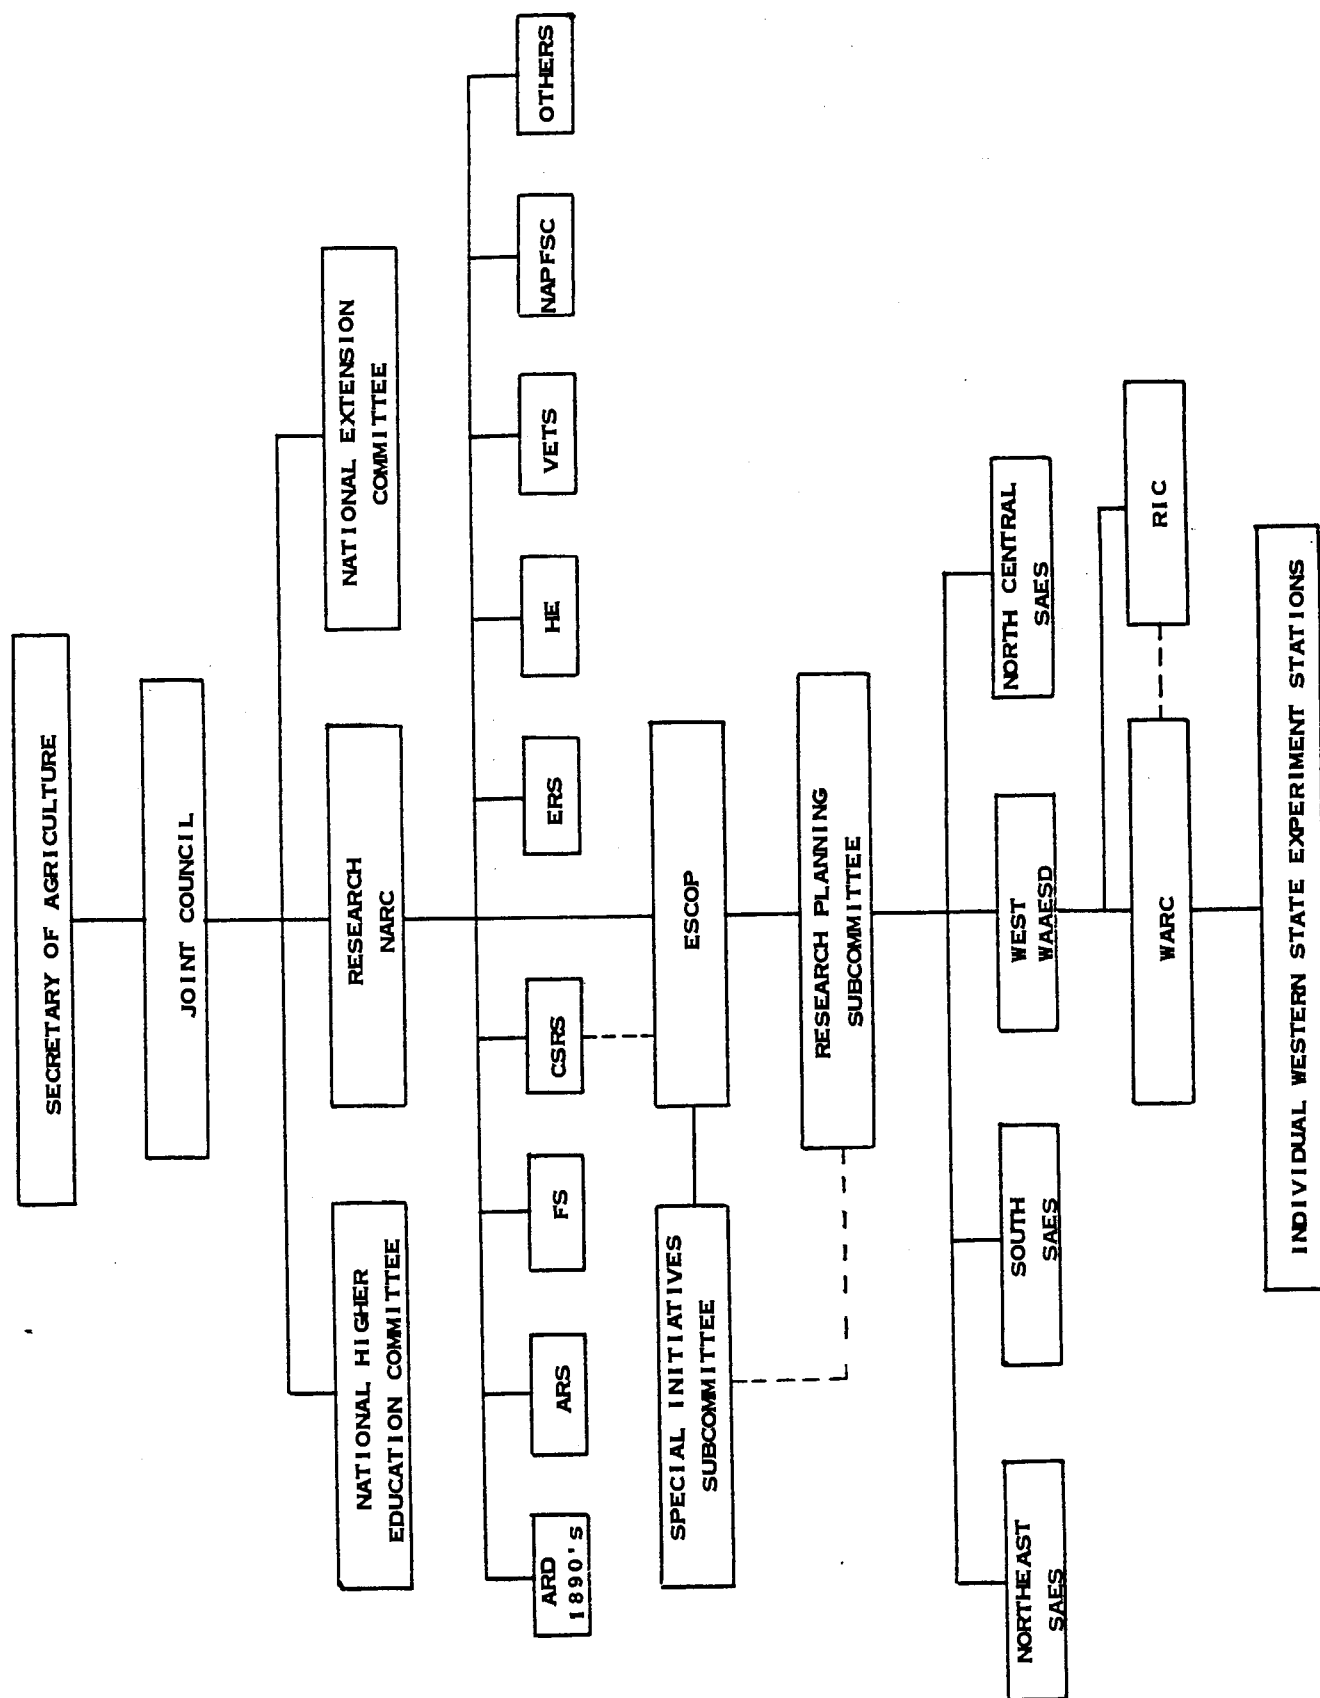 SECRETARY OF AGRICULTURE
JOINT COUNCIL
NATIONAL HIGHER
EDUCATION COMMITTEE
RESEARCH
NARC
NATIONAL EXTENSION
COMMITTEE
ARD
1890's
ARS
FS
CSRS
ERS
HE
VETS
NAPFSC
OTHERS
SPECIAL INITIATIVES
SUBCOMMITTEE
ESCOP
RESEARCH PLANNING
SUBCOMMITTEE
NORTHEAST
SAES
SOUTH
SAES
WEST
WAAESD
NORTH CENTRAL
SAES
WARC
RIC
INDIVIDUAL WESTERN STATE EXPERIMENT STATIONS